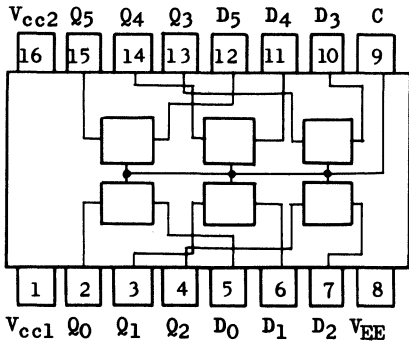 Vcc2 Q5 Q4 Q3 D5 D4 D3 C
16 15 14 13 12 11 10 9
1 2 3 4 5 6 7 8
Vcc1 Q0 Q1 Q2 D0 D1 D2 VEE